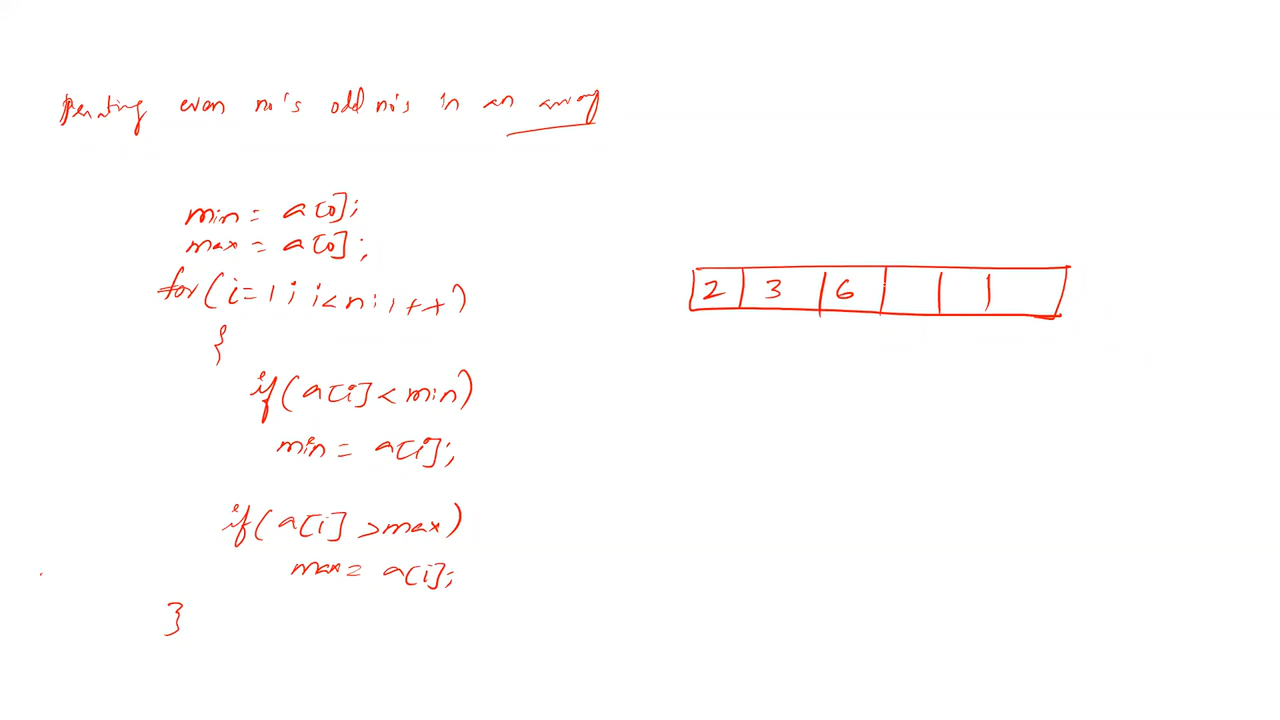 Printing even no's odd no's in an array
min = a[0];
max = a[0];
for(i=1; i<n; i++)
{
if(a[i]<min)
min = a[i];
if(a[i]>max)
max = a[i];
}
2 3 6